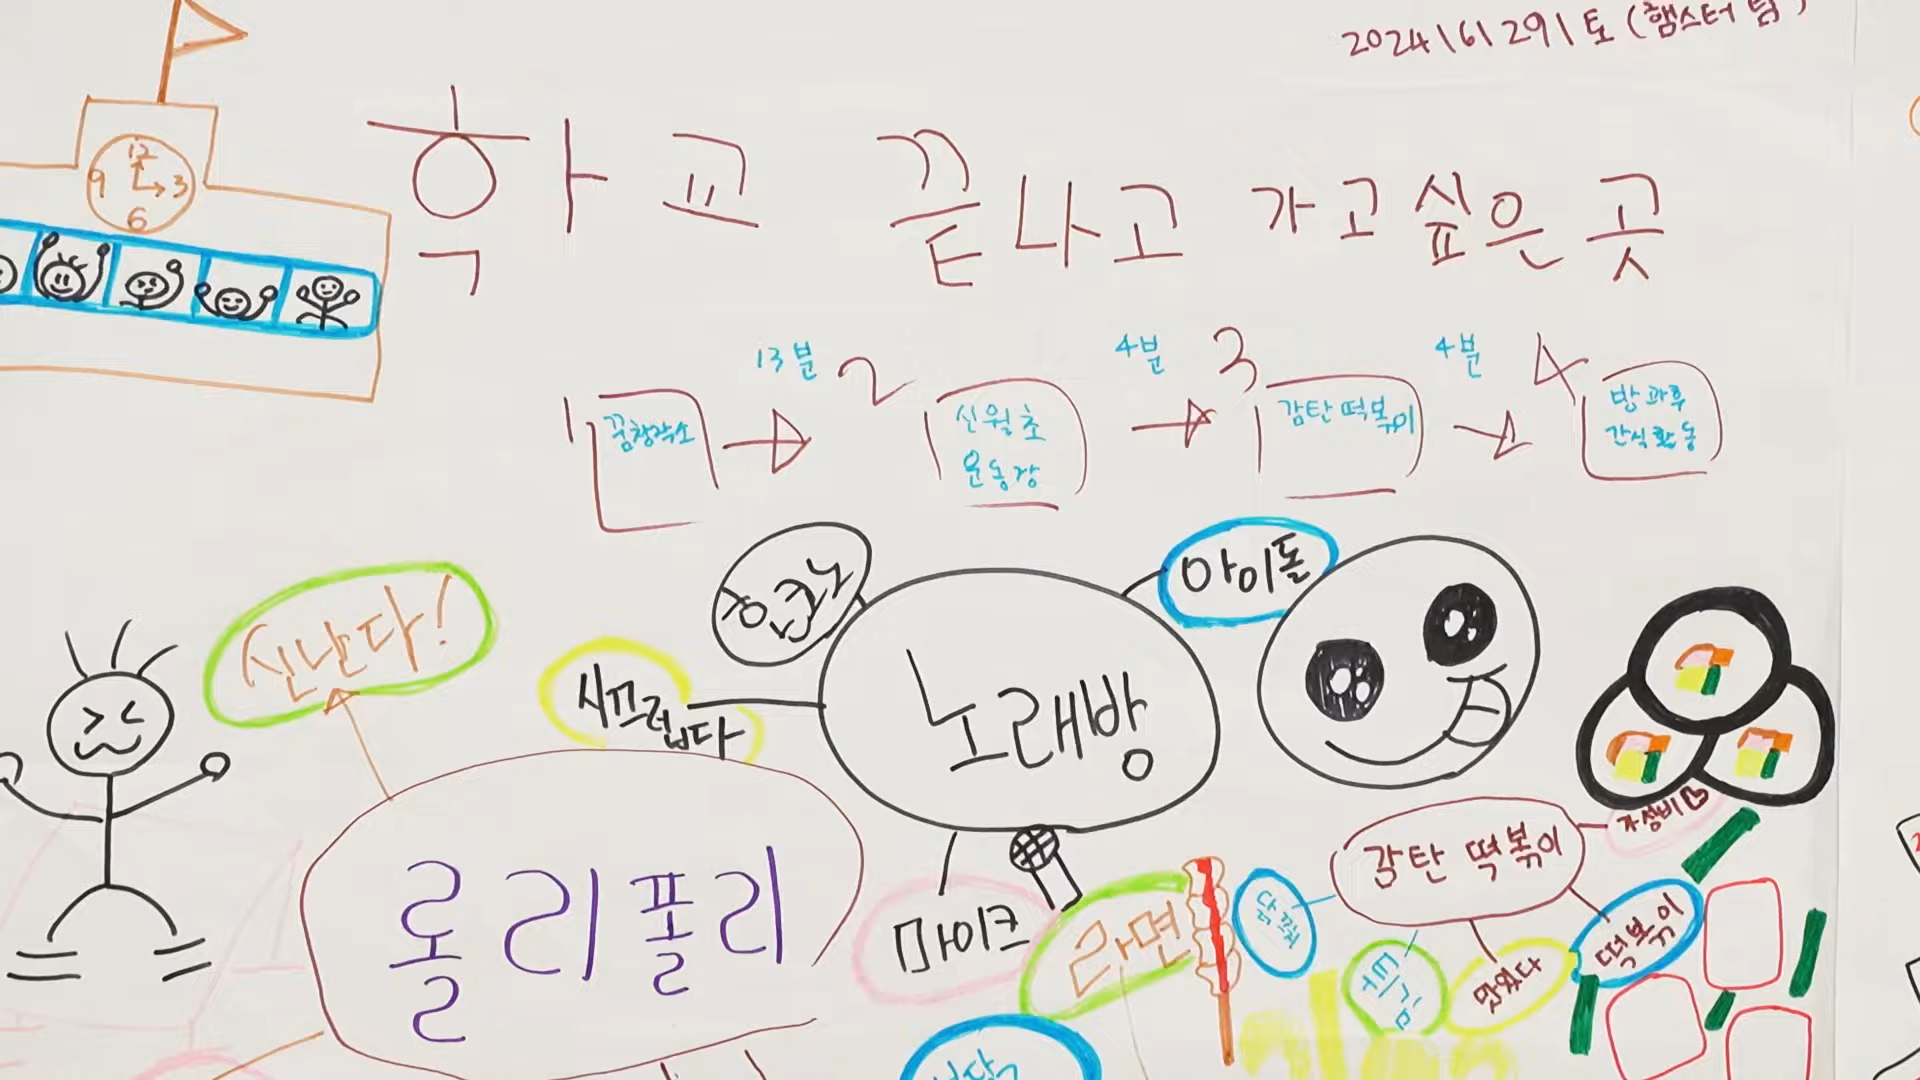 2024\6\29\토 (햄스터 팀)
12
9 3
6
학교 끝나고 가고싶은 곳
13분
4분
4분
1 꿈창작소
2 신월초
운동장
3 감탄떡볶이
4 방과후
간식활동
신난다!
시끄럽다
노래방
아이돌
마이크
롤리폴리
라면
감탄 떡볶이
가성비
닭꼬치
튀김
맛있다
떡볶이